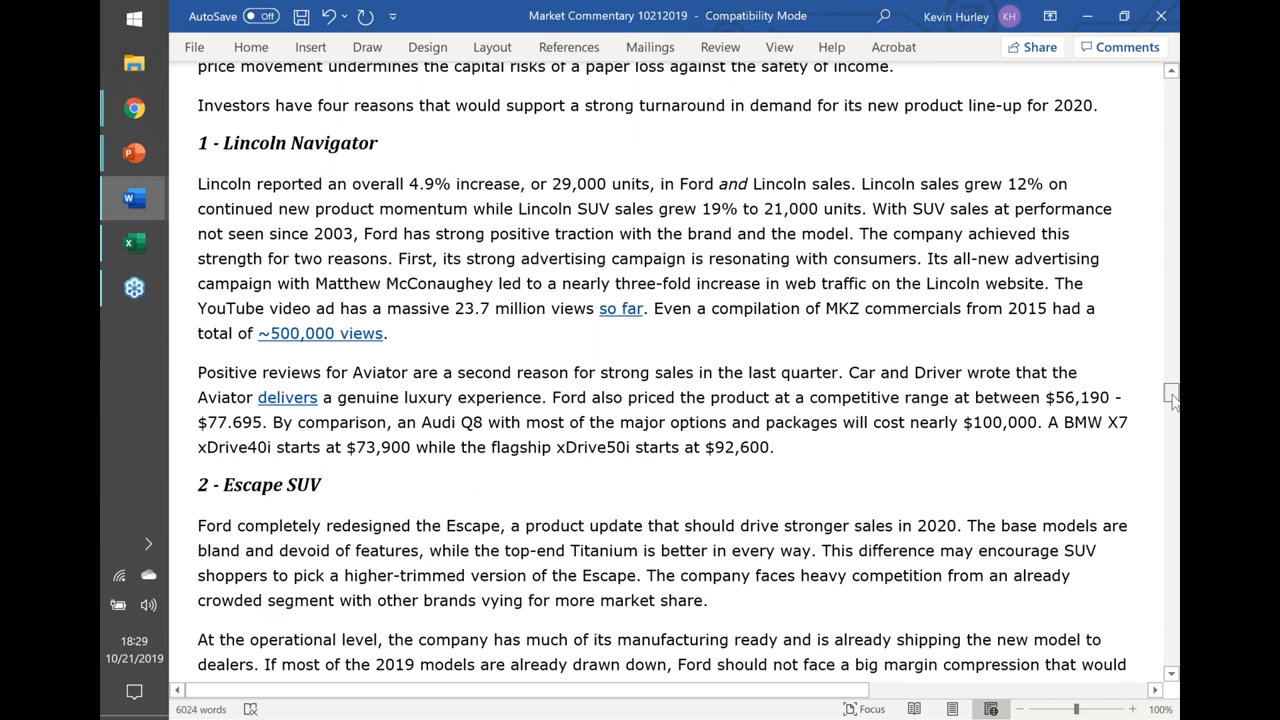 AutoSave Off Market Commentary 10212019 - Compatibility Mode Kevin Hurley KH
File Home Insert Draw Design Layout References Mailings Review View Help Acrobat Share Comments
price movement undermines the capital risks of a paper loss against the safety of income.
Investors have four reasons that would support a strong turnaround in demand for its new product line-up for 2020.
1 - Lincoln Navigator
Lincoln reported an overall 4.9% increase, or 29,000 units, in Ford and Lincoln sales. Lincoln sales grew 12% on
continued new product momentum while Lincoln SUV sales grew 19% to 21,000 units. With SUV sales at performance
not seen since 2003, Ford has strong positive traction with the brand and the model. The company achieved this
strength for two reasons. First, its strong advertising campaign is resonating with consumers. Its all-new advertising
campaign with Matthew McConaughey led to a nearly three-fold increase in web traffic on the Lincoln website. The
YouTube video ad has a massive 23.7 million views so far. Even a compilation of MKZ commercials from 2015 had a
total of ~500,000 views.
Positive reviews for Aviator are a second reason for strong sales in the last quarter. Car and Driver wrote that the
Aviator delivers a genuine luxury experience. Ford also priced the product at a competitive range at between $56,190 -
$77.695. By comparison, an Audi Q8 with most of the major options and packages will cost nearly $100,000. A BMW X7
xDrive40i starts at $73,900 while the flagship xDrive50i starts at $92,600.
2 - Escape SUV
Ford completely redesigned the Escape, a product update that should drive stronger sales in 2020. The base models are
bland and devoid of features, while the top-end Titanium is better in every way. This difference may encourage SUV
shoppers to pick a higher-trimmed version of the Escape. The company faces heavy competition from an already
crowded segment with other brands vying for more market share.
At the operational level, the company has much of its manufacturing ready and is already shipping the new model to
dealers. If most of the 2019 models are already drawn down, Ford should not face a big margin compression that would
18:29
10/21/2019
6024 words Focus 100%